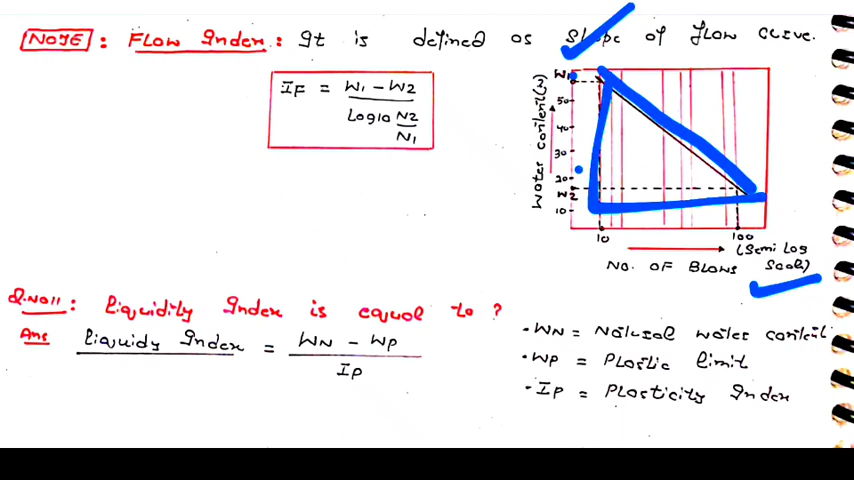 NOTE: FLOW Index: It is defined as slope of flow curve.
IF = W1 - W2
Log10 N2
N1
W1
50
40
30
20
W2
10
Water content (W)
10
100
(Semi Log
Scale)
NO. OF BLOWS
Q.NO11: Liquidity Index is equal to?
Ans
Liquidy Index = WN - WP
IP
• WN = Natural water content
• WP = Plastic limit
• IP = Plasticity Index